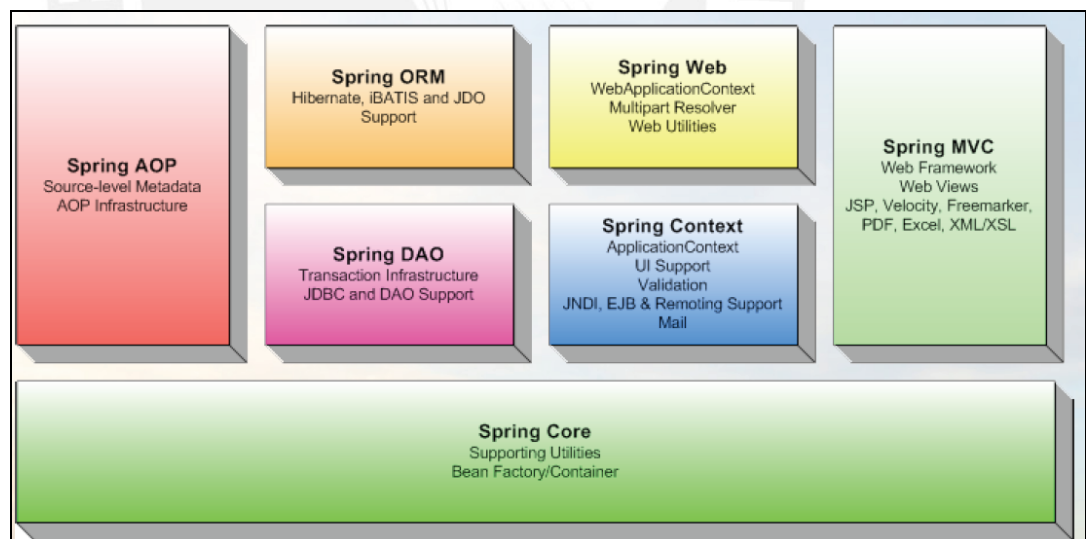 Spring AOP
Source-level Metadata
AOP Infrastructure
Spring ORM
Hibernate, iBATIS and JDO
Support
Spring DAO
Transaction Infrastructure
JDBC and DAO Support
Spring Web
WebApplicationContext
Multipart Resolver
Web Utilities
Spring Context
ApplicationContext
UI Support
Validation
JNDI, EJB & Remoting Support
Mail
Spring MVC
Web Framework
Web Views
JSP, Velocity, Freemarker,
PDF, Excel, XML/XSL
Spring Core
Supporting Utilities
Bean Factory/Container